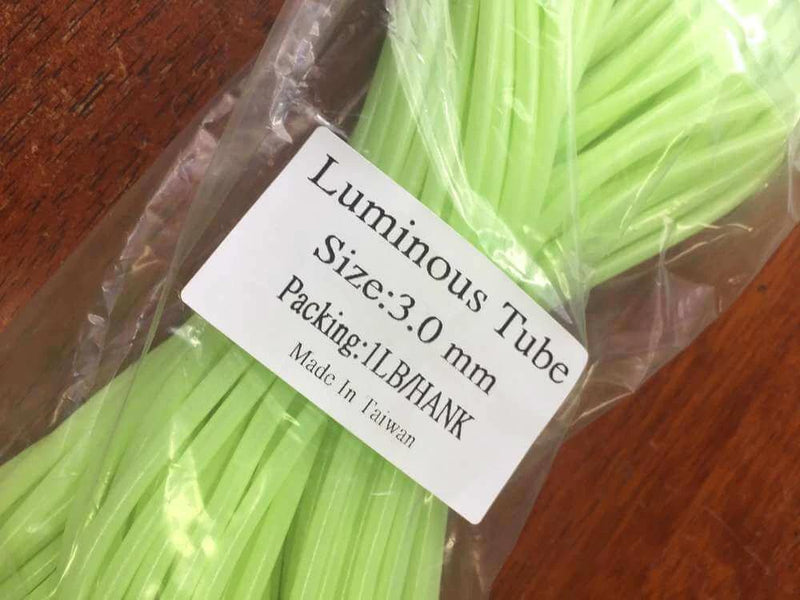 Luminous Tube
Size:3.0 mm
Packing:1LB/HANK
Made In Taiwan